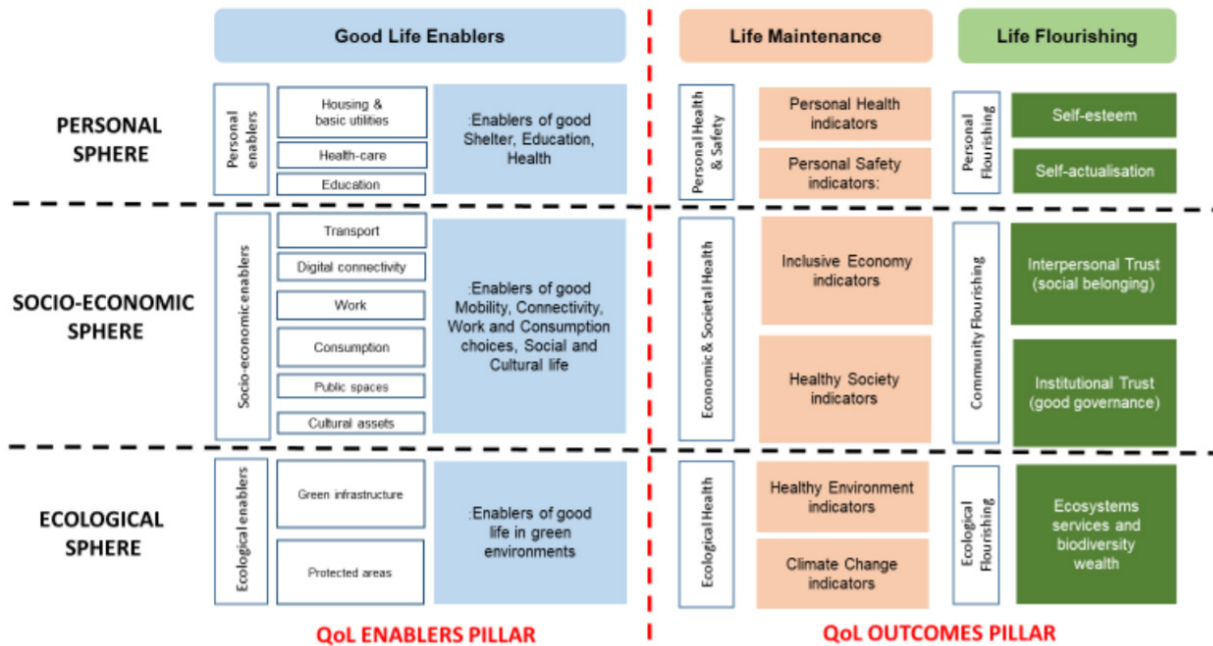 Good Life Enablers
Life Maintenance
Life Flourishing
PERSONAL
SPHERE
Personal
enablers
Housing &
basic utilities
Health-care
Education
:Enablers of good
Shelter, Education,
Health
Personal Health
& Safety
Personal Health
indicators
Personal Safety
indicators:
Personal
Flourishing
Self-esteem
Self-actualisation
SOCIO-ECONOMIC
SPHERE
Socio-economic enablers
Transport
Digital connectivity
Work
Consumption
Public spaces
Cultural assets
:Enablers of good
Mobility, Connectivity,
Work and Consumption
choices, Social and
Cultural life
Economic & Societal Health
Inclusive Economy
indicators
Healthy Society
indicators
Community Flourishing
Interpersonal Trust
(social belonging)
Institutional Trust
(good governance)
ECOLOGICAL
SPHERE
Ecological enablers
Green infrastructure
Protected areas
:Enablers of good
life in green
environments
Ecological Health
Healthy Environment
indicators
Climate Change
indicators
Ecological
Flourishing
Ecosystems
services and
biodiversity
wealth
QoL ENABLERS PILLAR
QoL OUTCOMES PILLAR